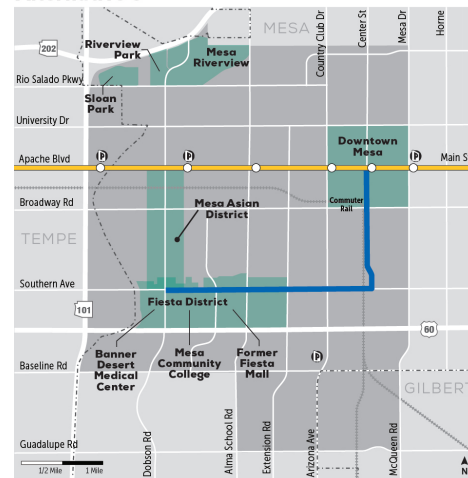 MESA
202
Riverview
Park
Mesa
Riverview
Country Club Dr
Center St
Mesa Dr
Horne
Rio Salado Pkwy
Sloan
Park
University Dr
Downtown
Mesa
Apache Blvd
Main S
Commuter
Rail
Broadway Rd
Mesa Asian
District
TEMPE
Southern Ave
Fiesta District
101
60
Banner
Desert
Medical
Center
Mesa
Community
College
Former
Fiesta
Mall
P
P
P
P
Baseline Rd
GILBERT
Guadalupe Rd
Dobson Rd
Alma School Rd
Extension Rd
Arizona Ave
McQueen Rd
1/2 Mile
1 Mile
N